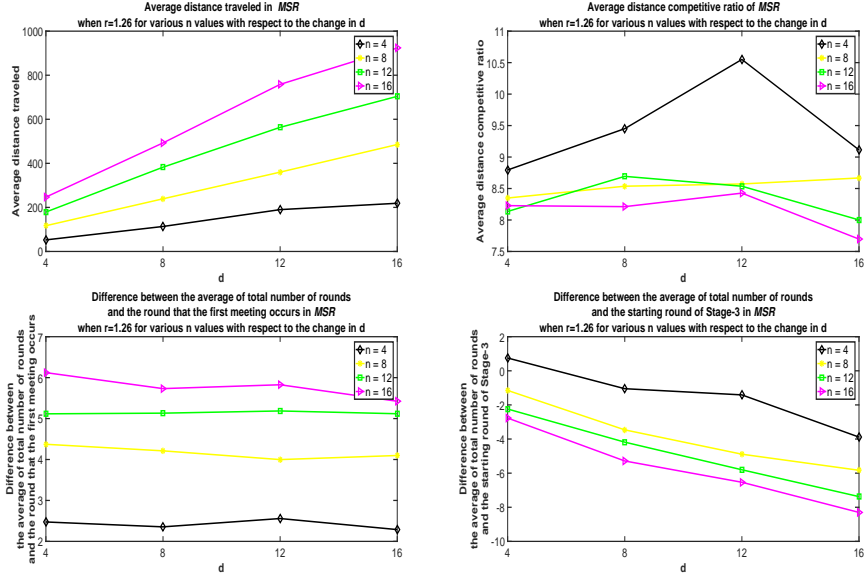 Average distance traveled in MSR
when r=1.26 for various n values with respect to the change in d
Average distance traveled
1000
800
600
400
200
0
4
8
12
16
d
n = 4
n = 8
n = 12
n = 16
Average distance competitive ratio of MSR
when r=1.26 for various n values with respect to the change in d
Average distance competitive ratio
11
10.5
10
9.5
9
8.5
8
7.5
4
8
12
16
d
n = 4
n = 8
n = 12
n = 16
Difference between the average of total number of rounds
and the round that the first meeting occurs in MSR
when r=1.26 for various n values with respect to the change in d
Difference between
the average of total number of rounds
and the round that the first meeting occurs
7
6
5
4
3
2
4
8
12
16
d
n = 4
n = 8
n = 12
n = 16
Difference between the average of total number of rounds
and the starting round of Stage-3 in MSR
when r=1.26 for various n values with respect to the change in d
Difference between
the average of total number of rounds
and the starting round of Stage-3
2
0
-2
-4
-6
-8
-10
4
8
12
16
d
n = 4
n = 8
n = 12
n = 16